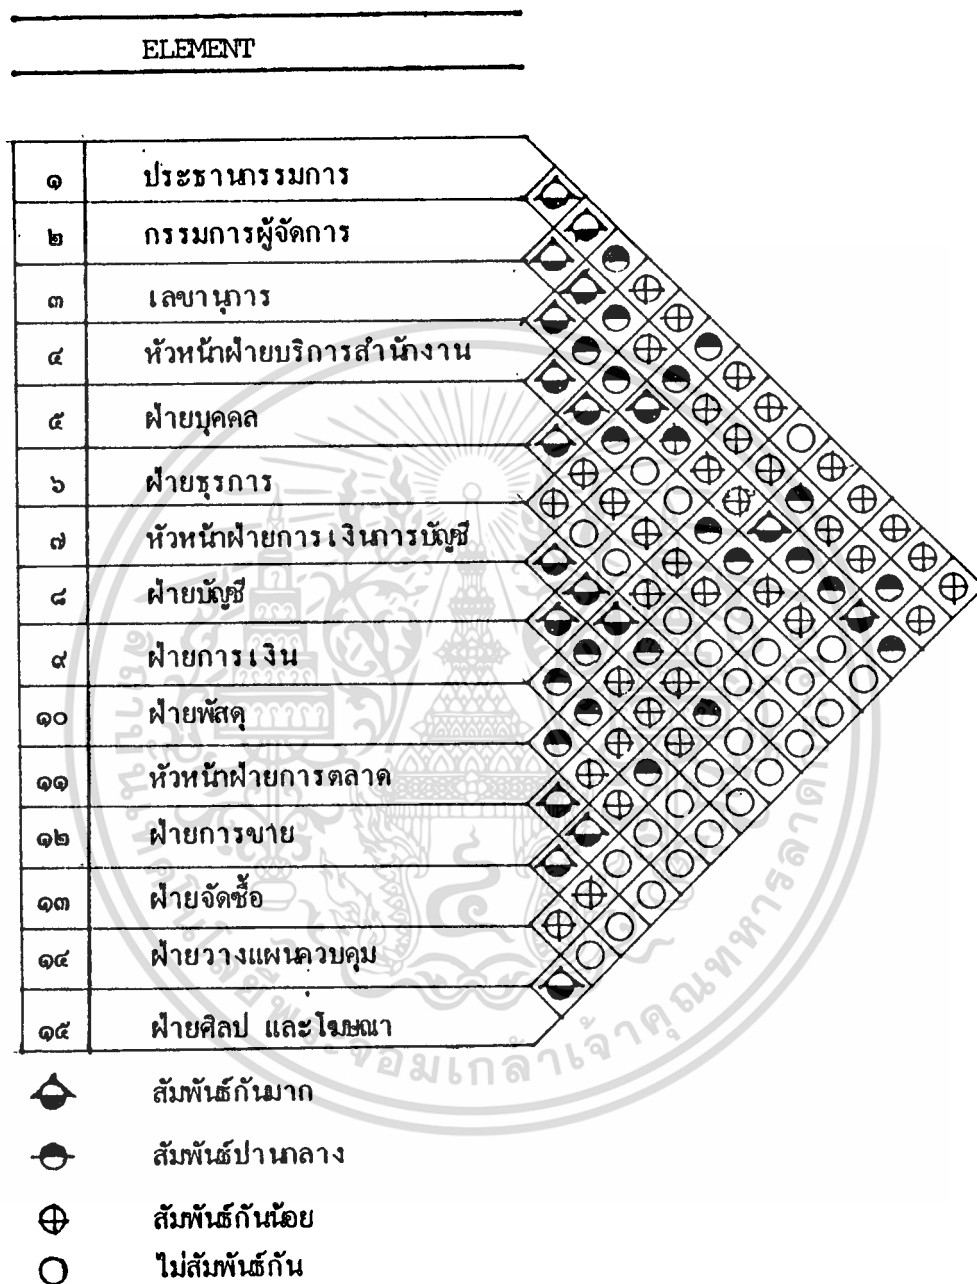 ELEMENT
๑ ประธานกรรมการ
๒ กรรมการผู้จัดการ
๓ เลขานุการ
๔ หัวหน้าฝ่ายบริการสำนักงาน
๕ ฝ่ายบุคคล
๖ ฝ่ายธุรการ
๗ หัวหน้าฝ่ายการเงินการบัญชี
๘ ฝ่ายบัญชี
๙ ฝ่ายการเงิน
๑๐ ฝ่ายพัสดุ
๑๑ หัวหน้าฝ่ายการตลาด
๑๒ ฝ่ายการขาย
๑๓ ฝ่ายจัดซื้อ
๑๔ ฝ่ายวางแผนควบคุม
๑๕ ฝ่ายศิลป และโฆษณา
สัมพันธ์กันมาก
สัมพันธ์ปานกลาง
สัมพันธ์กันน้อย
ไม่สัมพันธ์กัน